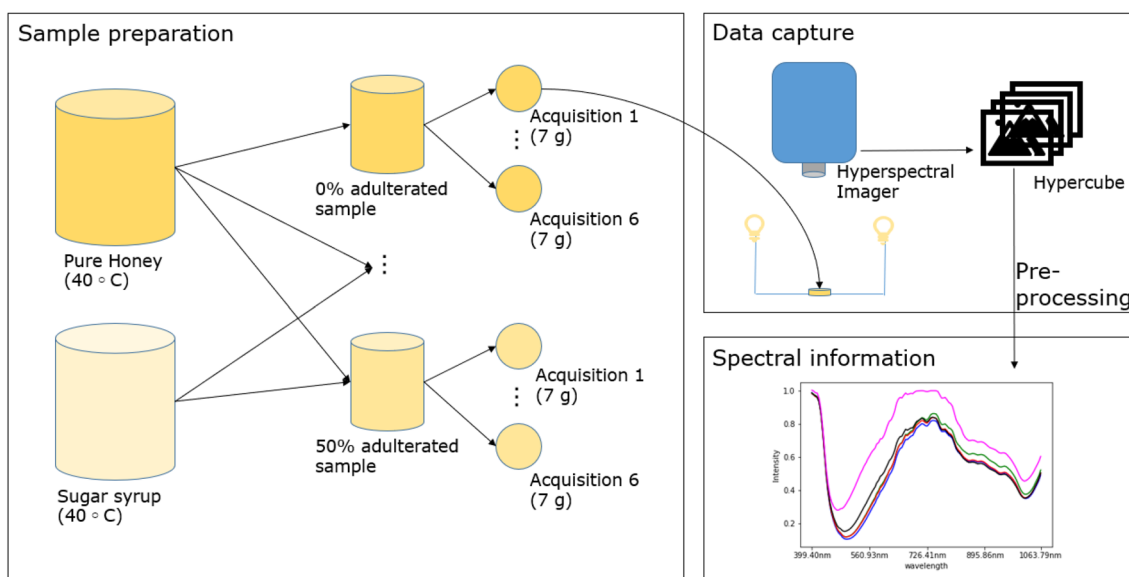 Sample preparation
Pure Honey
(40 ◦ C)
Sugar syrup
(40 ◦ C)
0% adulterated
sample
⋮
50% adulterated
sample
Acquisition 1
(7 g)
⋮
Acquisition 6
(7 g)
Acquisition 1
(7 g)
⋮
Acquisition 6
(7 g)
Data capture
Hyperspectral
Imager
Hypercube
Pre-
processing
Spectral information
1.0
0.8
0.6
0.4
0.2
Intensity
399.40nm 560.93nm 726.41nm 895.86nm 1063.79nm
wavelength